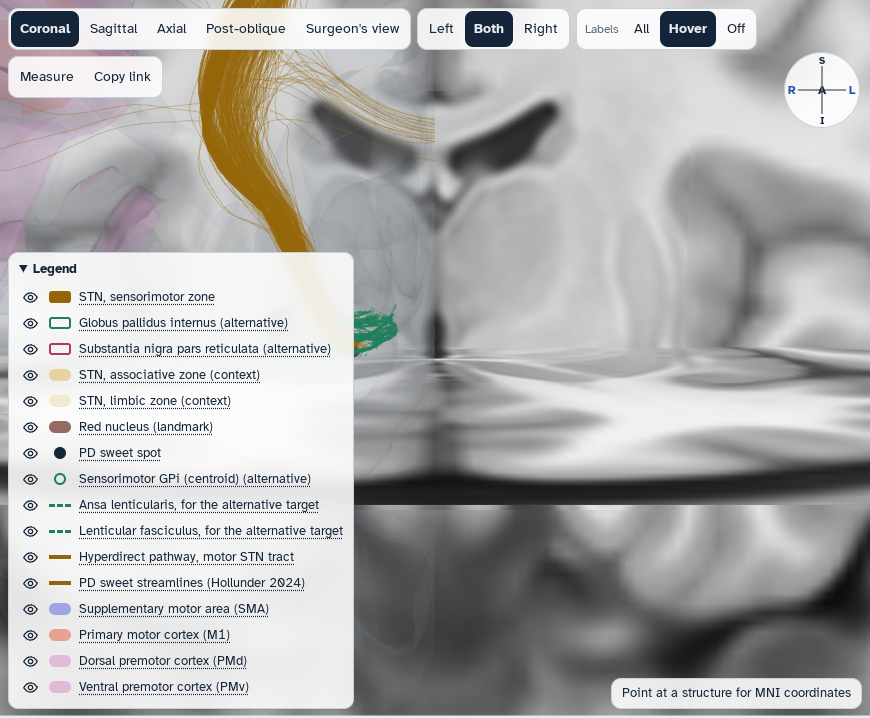 Coronal Sagittal Axial Post-oblique Surgeon's view Left Both Right Labels All Hover Off
Measure Copy link
S
R A L
I
Legend
STN, sensorimotor zone
Globus pallidus internus (alternative)
Substantia nigra pars reticulata (alternative)
STN, associative zone (context)
STN, limbic zone (context)
Red nucleus (landmark)
PD sweet spot
Sensorimotor GPi (centroid) (alternative)
Ansa lenticularis, for the alternative target
Lenticular fasciculus, for the alternative target
Hyperdirect pathway, motor STN tract
PD sweet streamlines (Hollunder 2024)
Supplementary motor area (SMA)
Primary motor cortex (M1)
Dorsal premotor cortex (PMd)
Ventral premotor cortex (PMv)
Point at a structure for MNI coordinates